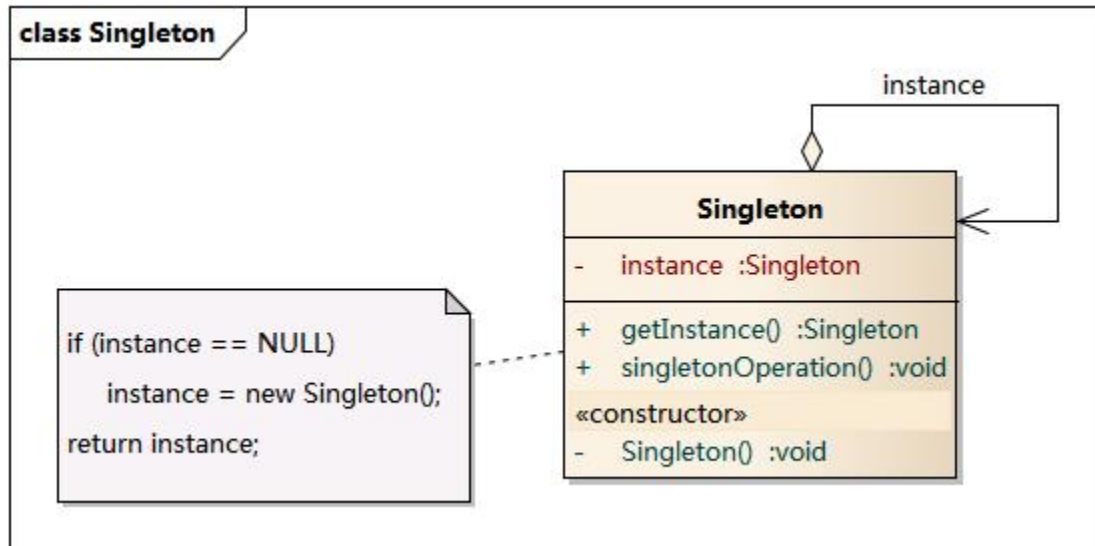 class Singleton
instance
Singleton
- instance :Singleton
+ getInstance() :Singleton
+ singletonOperation() :void
«constructor»
- Singleton() :void
if (instance == NULL)
instance = new Singleton();
return instance;